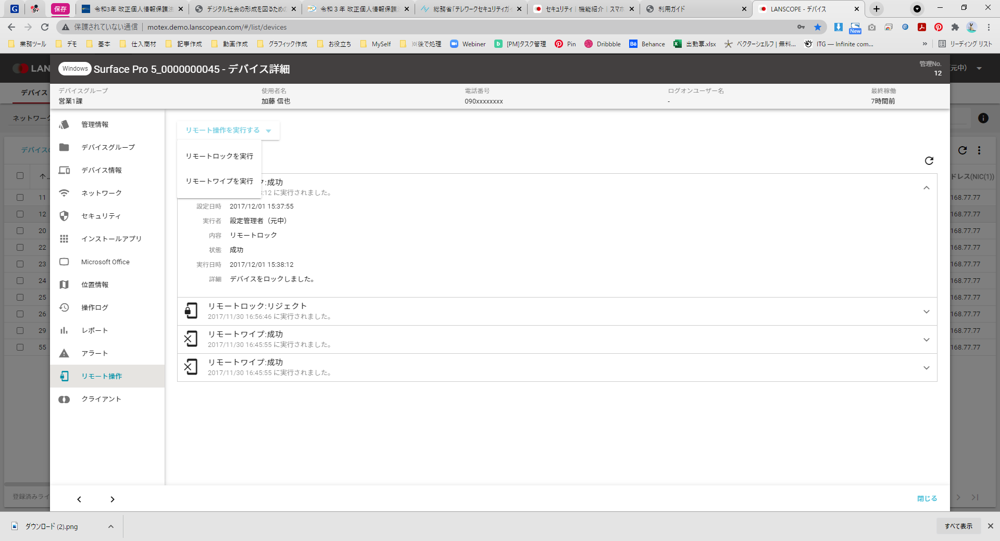 G
9+
保存
令和3年 改正個人情報保護法
デジタル社会の形成を図るための
PPC
令和 3 年 改正個人情報保護
総務省「テレワークセキュリティガイ
セキュリティ | 機能紹介 | スマホ
利用ガイド
LANSCOPE - デバイス
保護されていない通信
motex.demo.lanscopean.com/#/list/devices
New
業務ツール
デモ
基本
仕入商材
記事作成
動画作成
グラフィック作成
お役立ち
MySelf
※後で処理
Webiner
[PM]タスク管理
Pin
Dribbble
Behance
出勤票.xlsx
ベクターシェルフ | 無料...
ITG — Infinite com...
»
リーディング リスト
LAN
Windows
Surface Pro 5_0000000045 - デバイス詳細
管理No.
12
元中）
デバイス
デバイスグループ
営業1課
使用者名
加藤 信也
電話番号
090xxxxxxxx
ログオンユーザー名
-
最終稼働
7時間前
ネットワーク
デバイスの
11
12
20
22
23
24
25
26
29
55
登録済みライ
管理情報
デバイスグループ
デバイス情報
ネットワーク
セキュリティ
インストールアプリ
Microsoft Office
位置情報
操作ログ
レポート
アラート
リモート操作
クライアント
リモート操作を実行する
リモートロックを実行
リモートワイプを実行
:成功
:12 に実行されました。
設定日時 2017/12/01 15:37:55
実行者 設定管理者（元中）
内容 リモートロック
状態 成功
実行日時 2017/12/01 15:38:12
詳細 デバイスをロックしました。
リモートロック:リジェクト
2017/11/30 16:56:46 に実行されました。
リモートワイプ:成功
2017/11/30 16:45:55 に実行されました。
リモートワイプ:成功
2017/11/30 16:45:55 に実行されました。
ドレス(NIC(1))
168.77.77
168.77.77
168.77.77
168.77.77
168.77.77
168.77.77
168.77.77
168.77.77
168.77.77
168.77.77
閉じる
ダウンロード (2).png
すべて表示